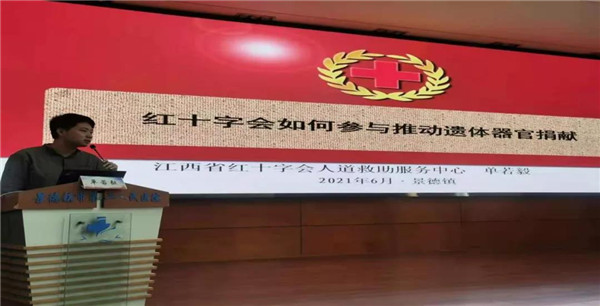 红十字会如何参与推动遗体器官捐献
江西省红十字会人道救助服务中心 单若毅
2021年6月·景德镇